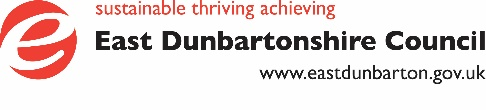 sustainable thriving achieving
East Dunbartonshire Council
www.eastdunbarton.gov.uk